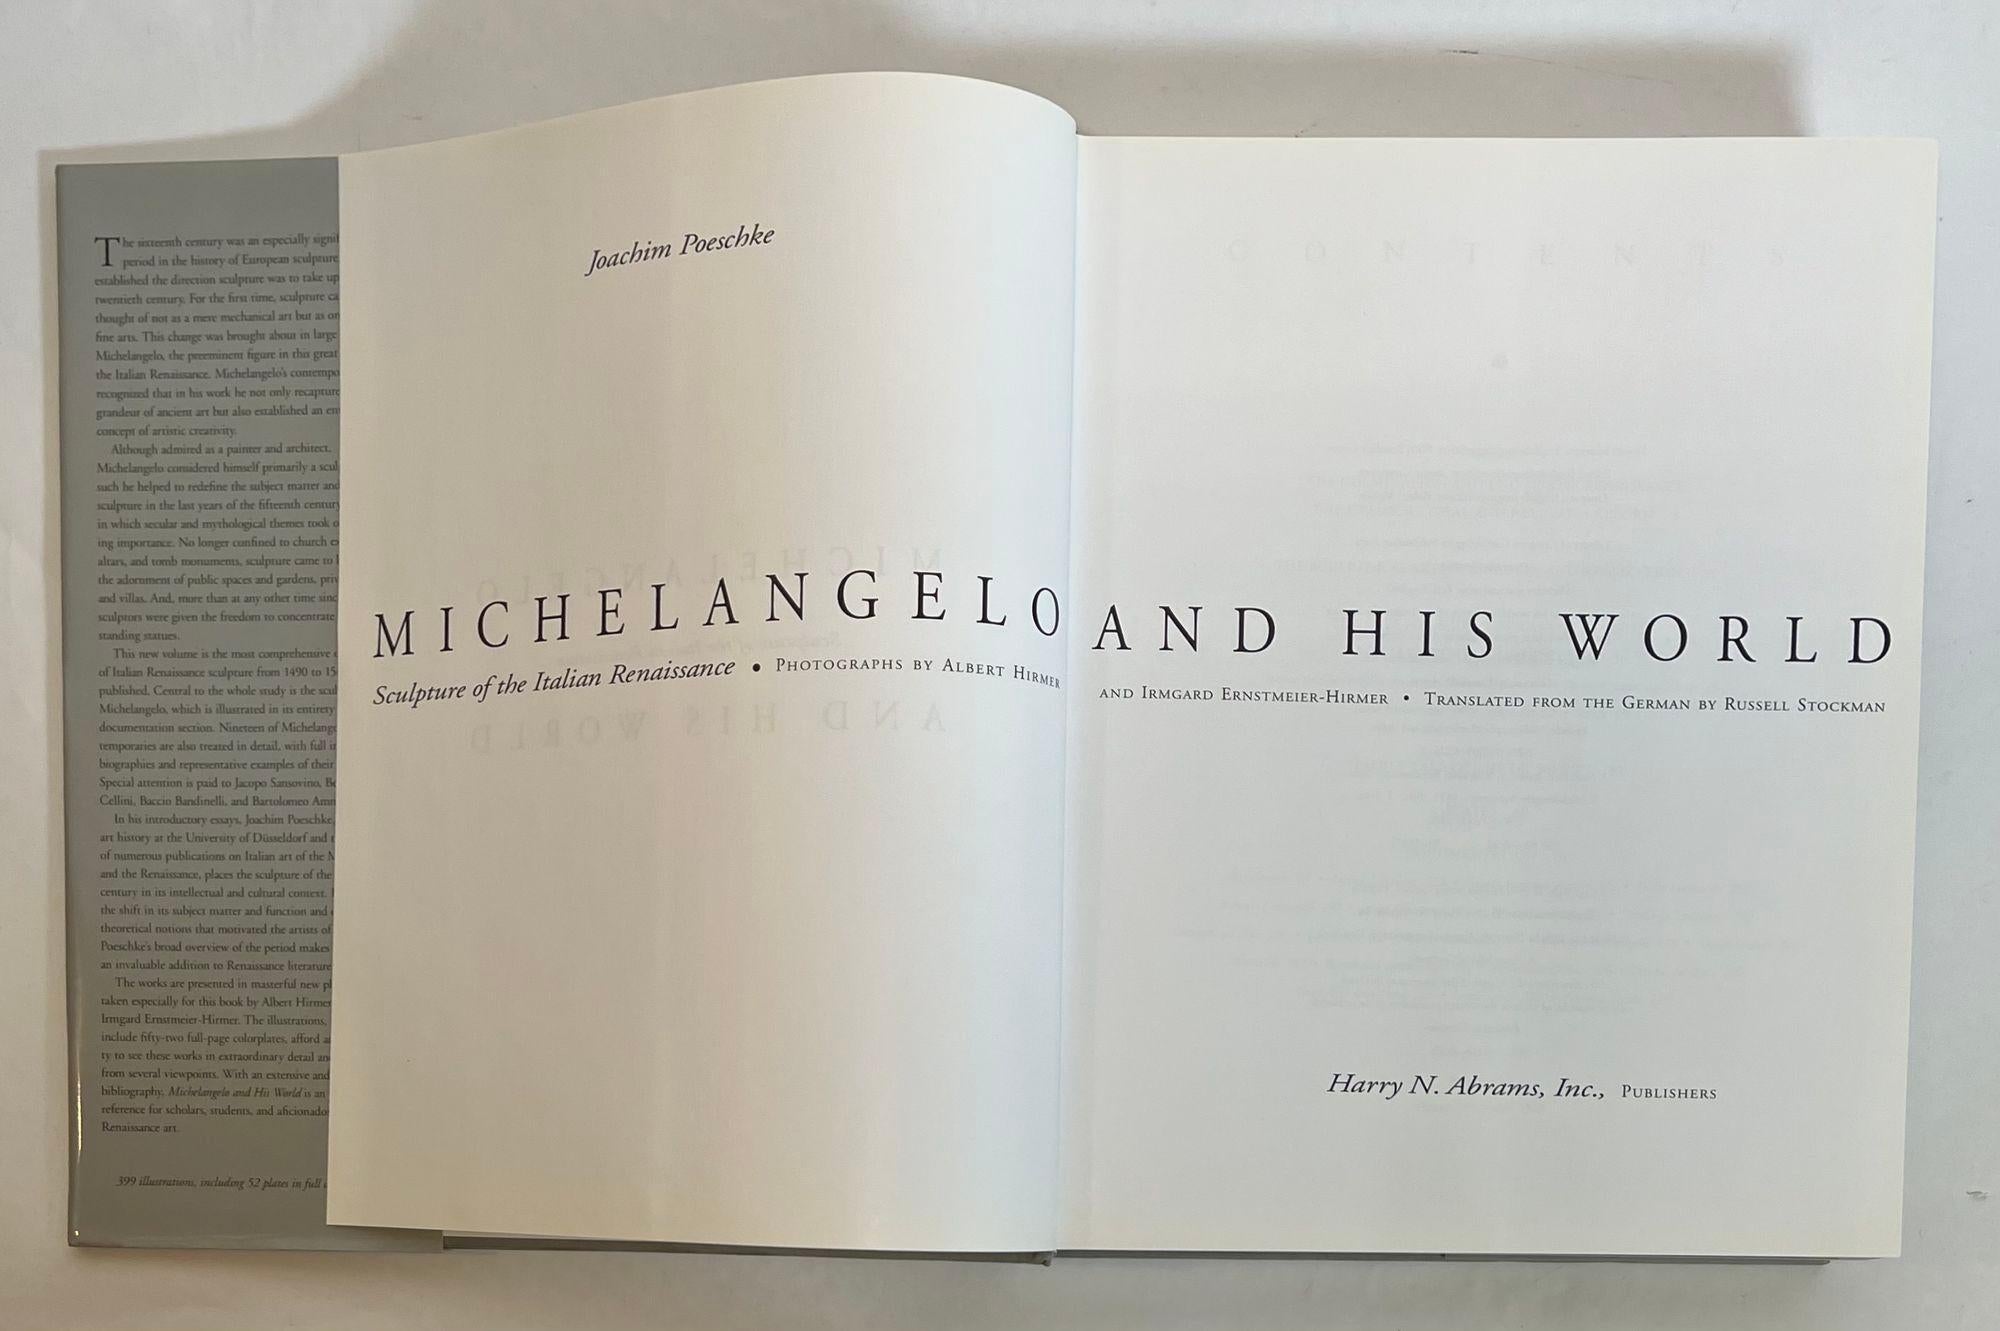 The sixteenth century was an especially
period in the history of European sculpture
established the direction sculpture was to take up
twentieth century. For the first time, sculpture
thought of not as a mere mechanical art but as
fine arts. This change was brought about in large
Michelangelo, the preeminent figure in this great
the Italian Renaissance. Michelangelo's
recognized that in his work he not only
grandeur of ancient art but also established an
concept of artistic creativity.
Although admired as a painter and architect,
Michelangelo considered himself primarily a
such he helped to redefine the subject matter and
sculpture in the last years of the fifteenth century
in which secular and mythological themes took
ing importance. No longer confined to church
altars, and tomb monuments, sculpture came to
the adornment of public spaces and gardens,
and villas. And, more than at any other time
sculptors were given the freedom to concentrate
standing statues.
This new volume is the most comprehensive
of Italian Renaissance sculpture from 1490 to
published. Central to the whole study is the
Michelangelo, which is illustrated in its entirety
documentation section. Nineteen of
temporaries are also treated in detail, with full
biographies and representative examples of their
Special attention is paid to Jacopo Sansovino,
Cellini, Baccio Bandinelli, and Bartolomeo
In his introductory essays, Joachim Poeschke,
art history at the University of Düsseldorf and
of numerous publications on Italian art of the
and the Renaissance, places the sculpture of the
century in its intellectual and cultural context.
the shift in its subject matter and function and
theoretical notions that motivated the artists of
Poeschke's broad overview of the period makes
an invaluable addition to Renaissance literature
The works are presented in masterful new
taken especially for this book by Albert Hirmer
Irmgard Ernstmeier-Hirmer. The illustrations,
include fifty-two full-page colorplates, afford
ty to see these works in extraordinary detail
from several viewpoints. With an extensive and
bibliography, Michelangelo and His World is an
reference for scholars, students, and
Renaissance art.
399 illustrations, including 52 plates in full
Joachim Poeschke
MICHELANGELO AND HIS WORLD
Sculpture of the Italian Renaissance • PHOTOGRAPHS BY ALBERT HIRMER AND IRMGARD ERNSTMEIER-HIRMER • TRANSLATED FROM THE GERMAN BY RUSSELL STOCKMAN
Harry N. Abrams, Inc., PUBLISHERS